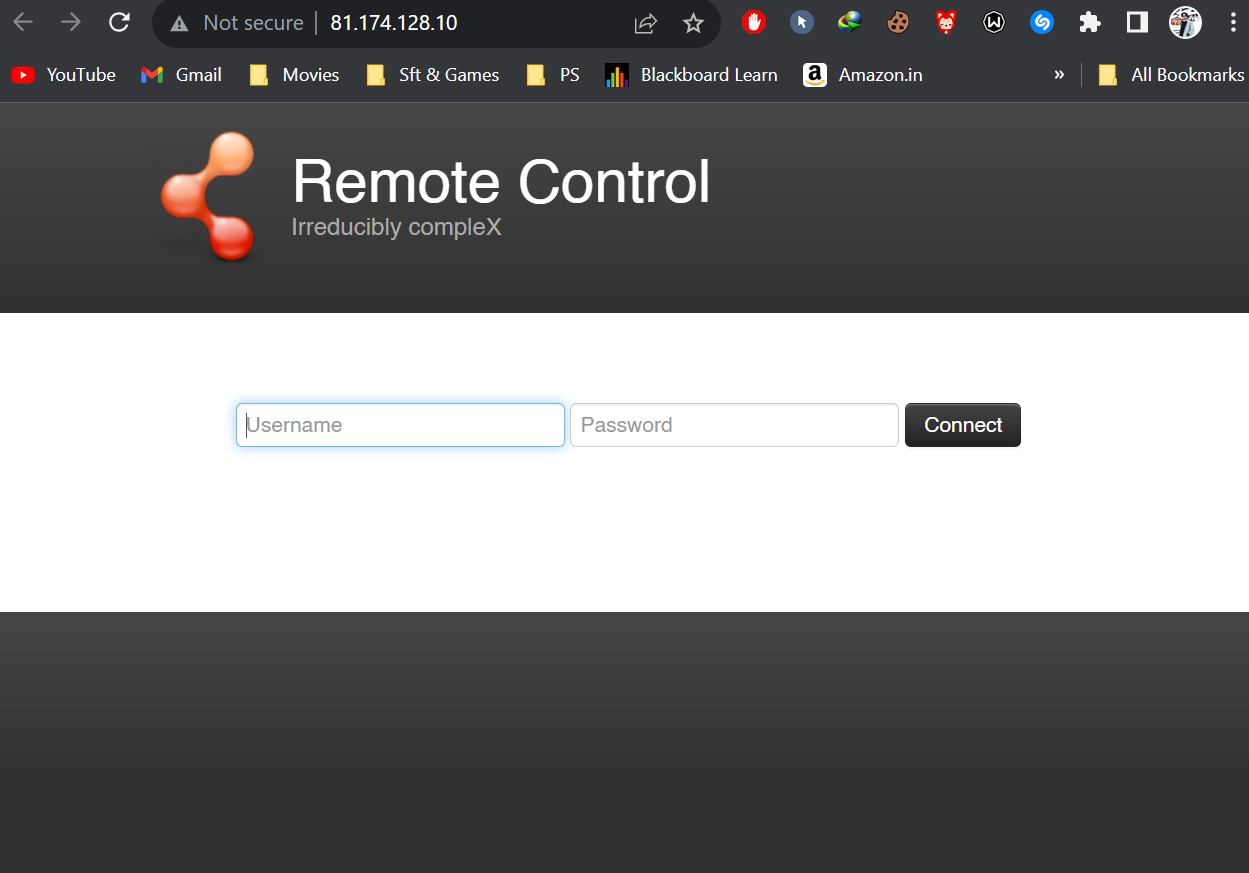 Not secure 81.174.128.10
YouTube Gmail Movies Sft & Games PS Blackboard Learn Amazon.in » All Bookmarks
Remote Control
Irreducibly compleX
Username Password Connect